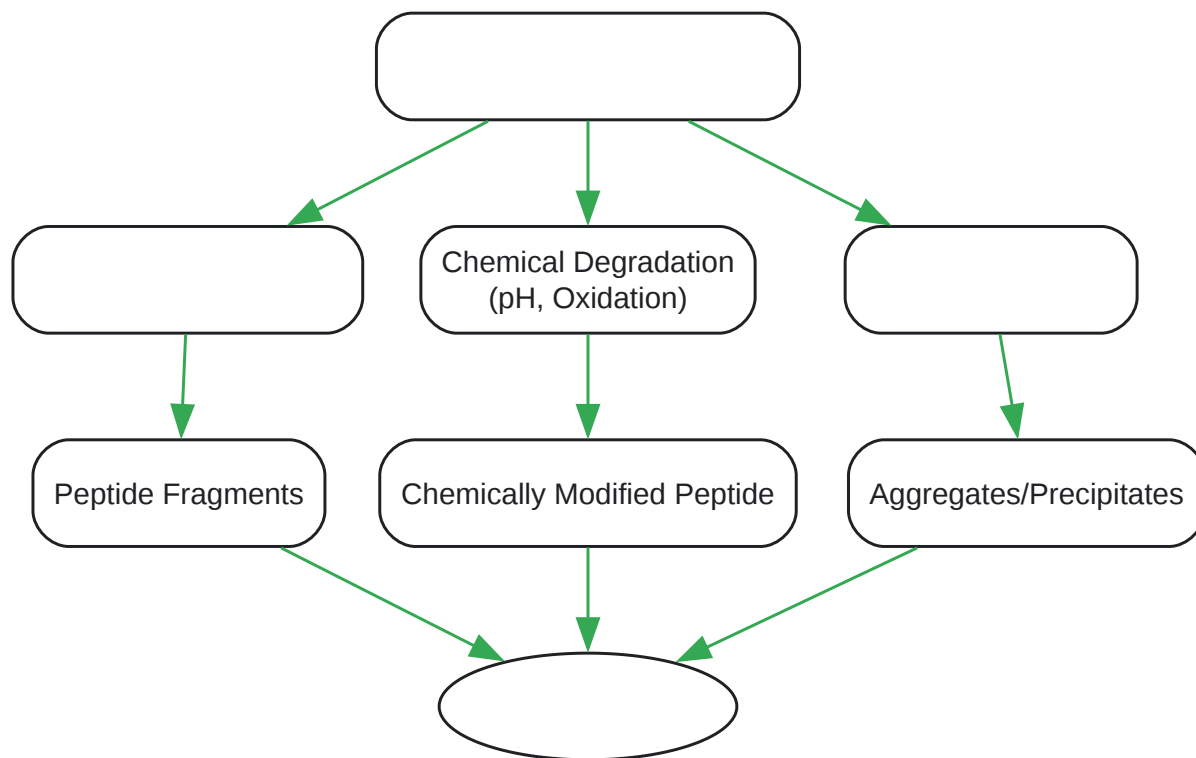 Chemical Degradation
(pH, Oxidation)
Peptide Fragments
Chemically Modified Peptide
Aggregates/Precipitates